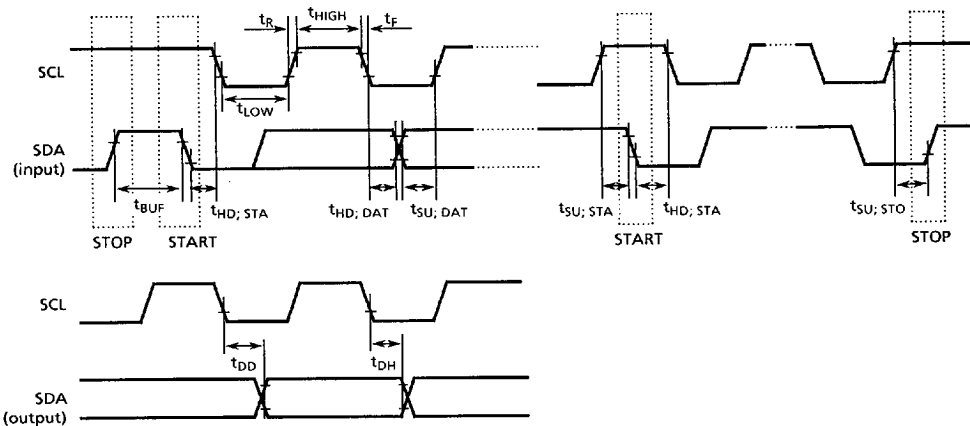 tR tHIGH tF
SCL
tLOW
SDA
(input)
tBUF tHD; STA tHD; DAT tSU; DAT tSU; STA tHD; STA tSU; STO
STOP START START STOP
SCL
tDD tDH
SDA
(output)